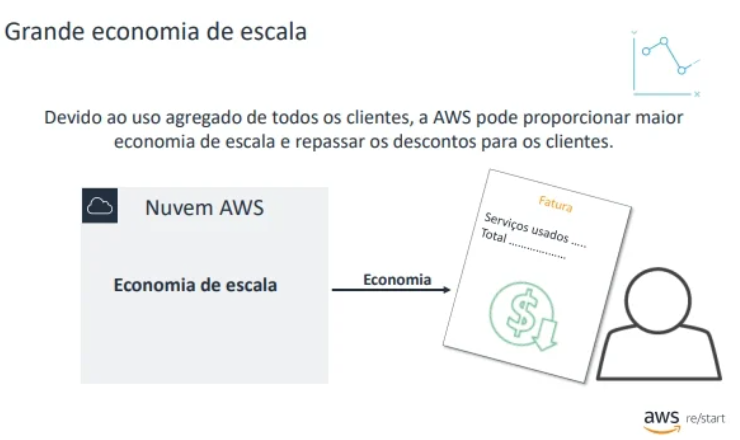 Grande economia de escala
Devido ao uso agregado de todos os clientes, a AWS pode proporcionar maior
economia de escala e repassar os descontos para os clientes.
Nuvem AWS
Economia de escala
Economia
Fatura
Serviços usados .....
Total ..................
$
Y
X
aws re/start